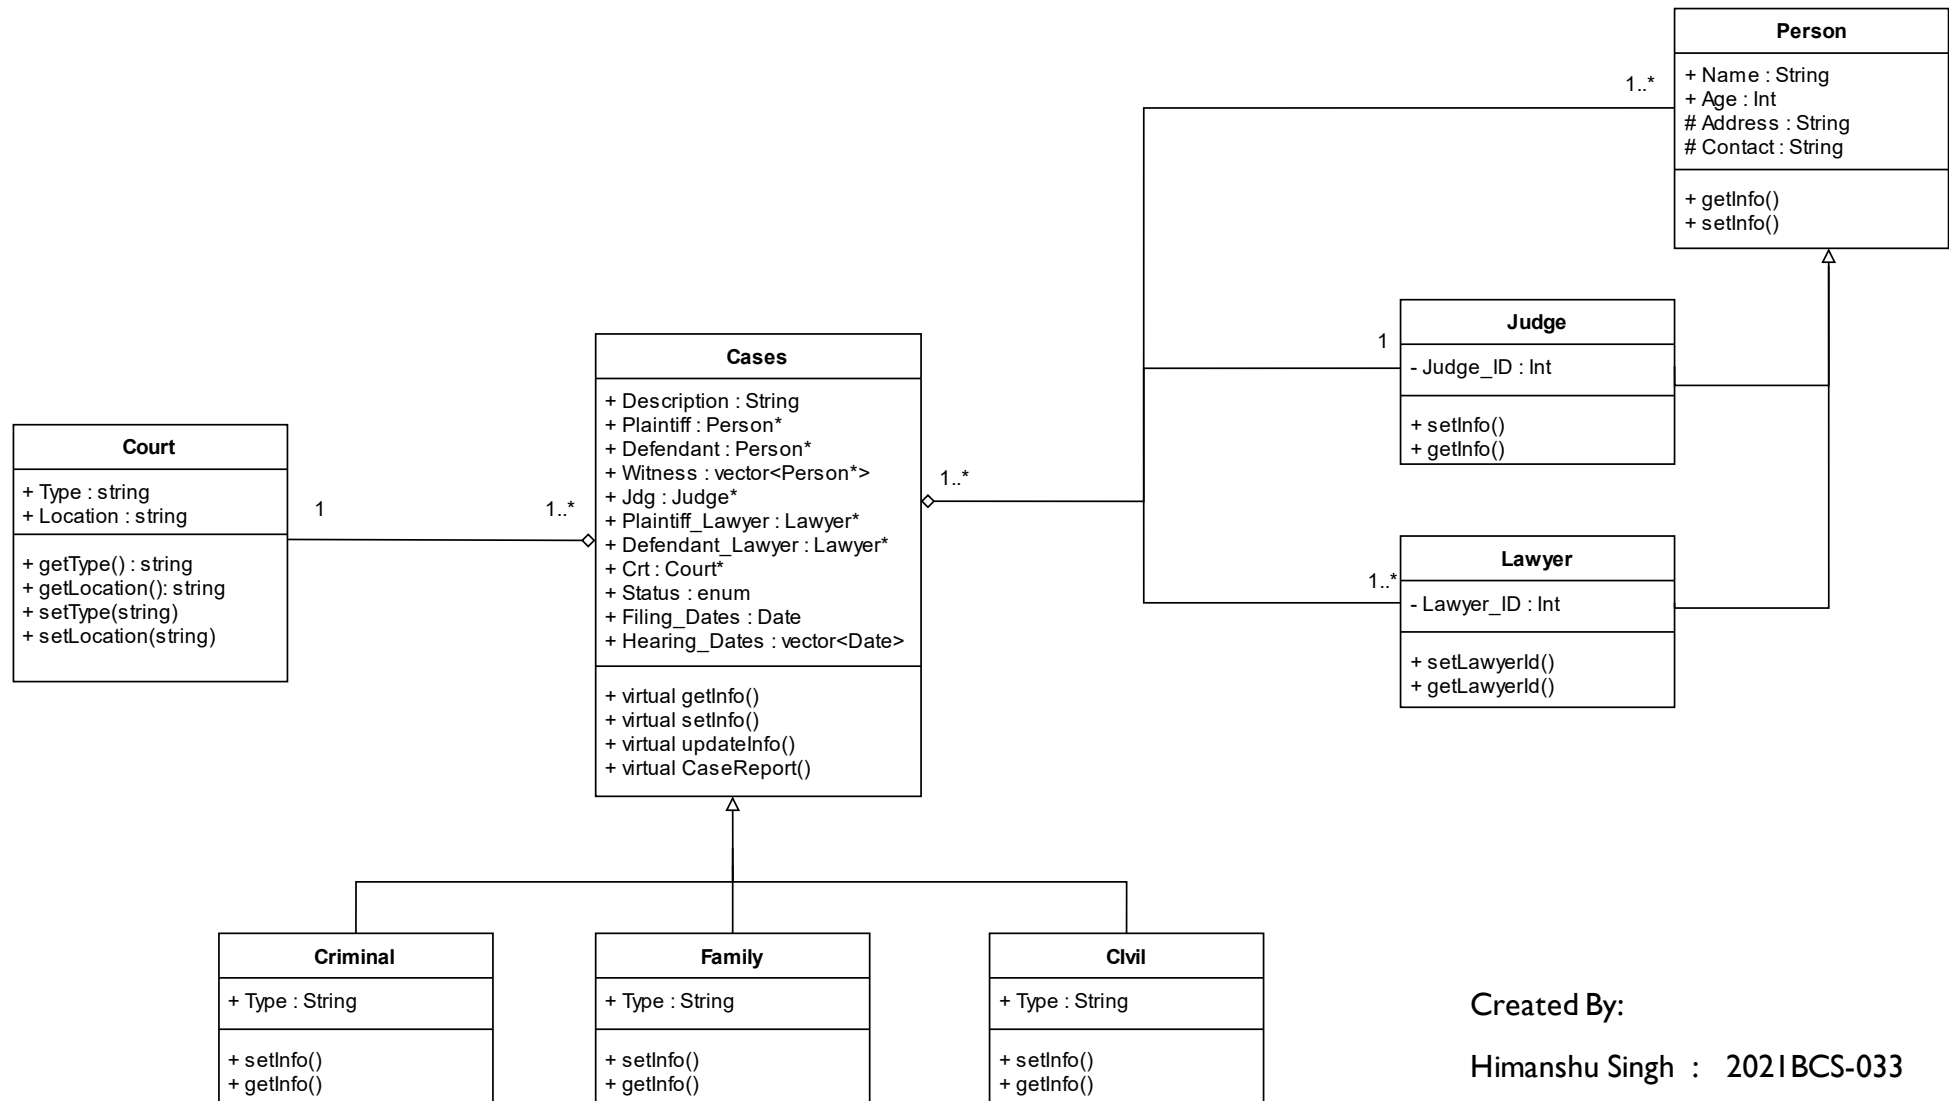 Person
+ Name : String
+ Age : Int
# Address : String
# Contact : String
+ getInfo()
+ setInfo()
1..*
Judge
- Judge_ID : Int
+ setInfo()
+ getInfo()
1
Cases
+ Description : String
+ Plaintiff : Person*
+ Defendant : Person*
+ Witness : vector<Person*>
+ Jdg : Judge*
+ Plaintiff_Lawyer : Lawyer*
+ Defendant_Lawyer : Lawyer*
+ Crt : Court*
+ Status : enum
+ Filing_Dates : Date
+ Hearing_Dates : vector<Date>
+ virtual getInfo()
+ virtual setInfo()
+ virtual updateInfo()
+ virtual CaseReport()
1..*
Court
+ Type : string
+ Location : string
+ getType() : string
+ getLocation(): string
+ setType(string)
+ setLocation(string)
1
1..*
Lawyer
- Lawyer_ID : Int
+ setLawyerId()
+ getLawyerId()
1..*
Criminal
+ Type : String
+ setInfo()
+ getInfo()
Family
+ Type : String
+ setInfo()
+ getInfo()
CIvil
+ Type : String
+ setInfo()
+ getInfo()
Created By:
Himanshu Singh : 2021BCS-033